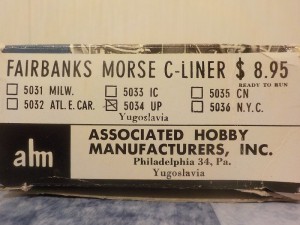 FAIRBANKS MORSE C-LINER $ 8.95
READY TO RUN
5031 MILW. 5033 IC 5035 CN
5032 ATL. E. CAR. 5034 UP 5036 N.Y.C.
Yugoslavia
ahm
ASSOCIATED HOBBY
MANUFACTURERS, INC.
Philadelphia 34, Pa.
Yugoslavia